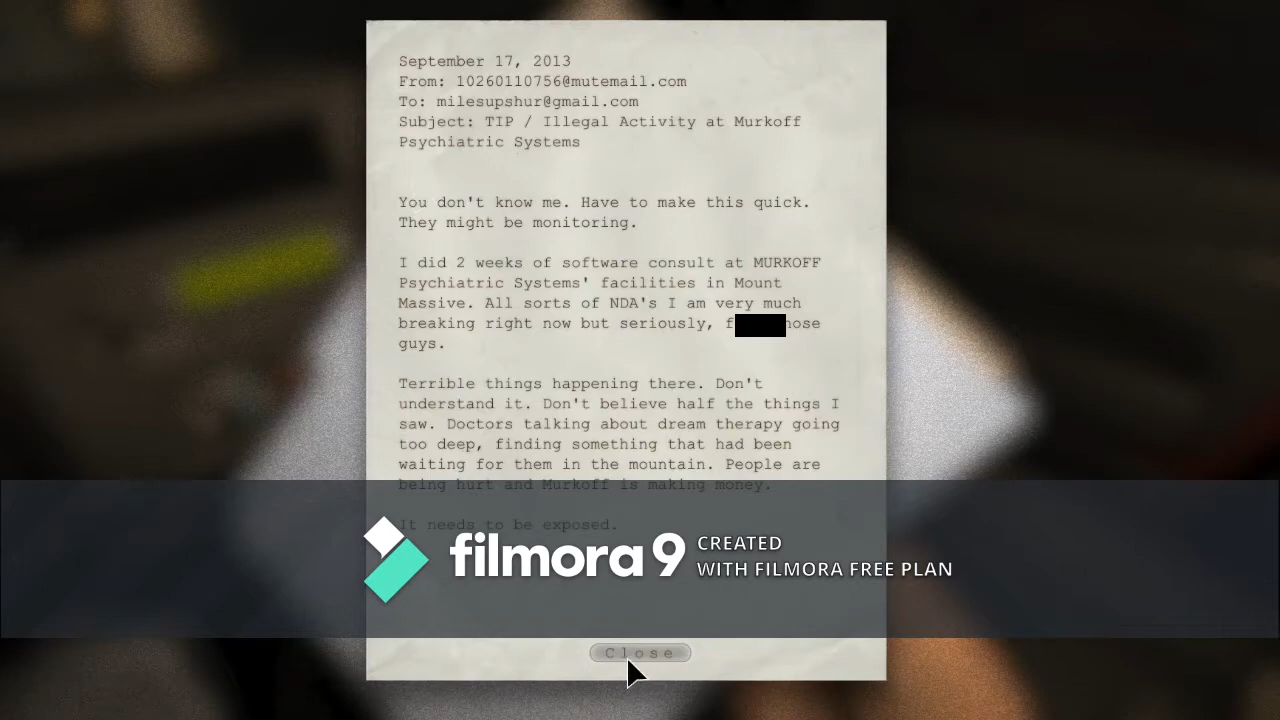 September 17, 2013
From: 10260110756@mutemail.com
To: milesupshur@gmail.com
Subject: TIP / Illegal Activity at Murkoff
Psychiatric Systems
You don't know me. Have to make this quick.
They might be monitoring.
I did 2 weeks of software consult at MURKOFF
Psychiatric Systems' facilities in Mount
Massive. All sorts of NDA's I am very much
breaking right now but seriously, f hose
guys.
Terrible things happening there. Don't
understand it. Don't believe half the things I
saw. Doctors talking about dream therapy going
too deep, finding something that had been
waiting for them in the mountain. People are
being hurt and Murkoff is making money.
It needs to be exposed.
filmora 9 CREATED
WITH FILMORA FREE PLAN
Close